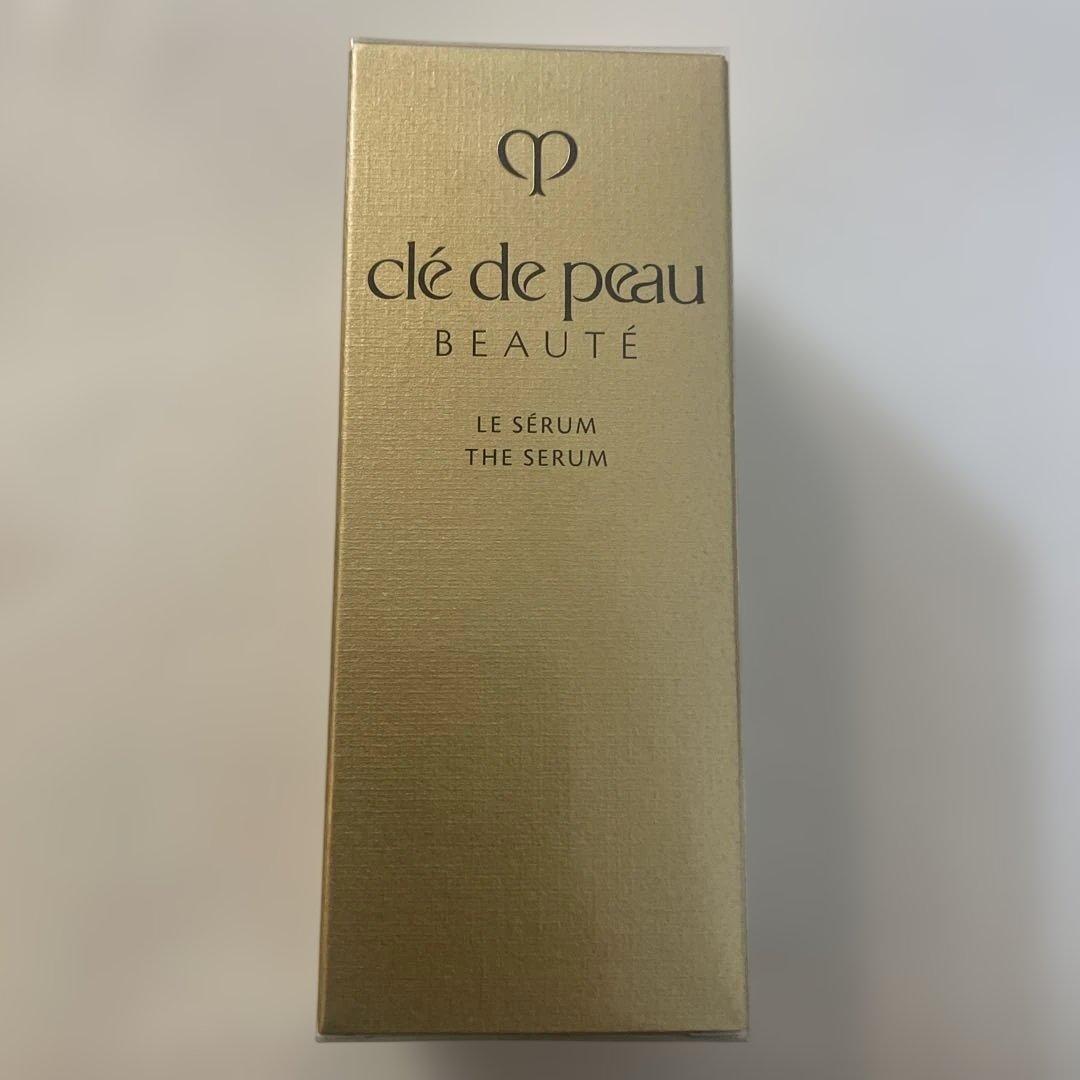 clé de peau
BEAUTÉ
LE SÉRUM
THE SERUM